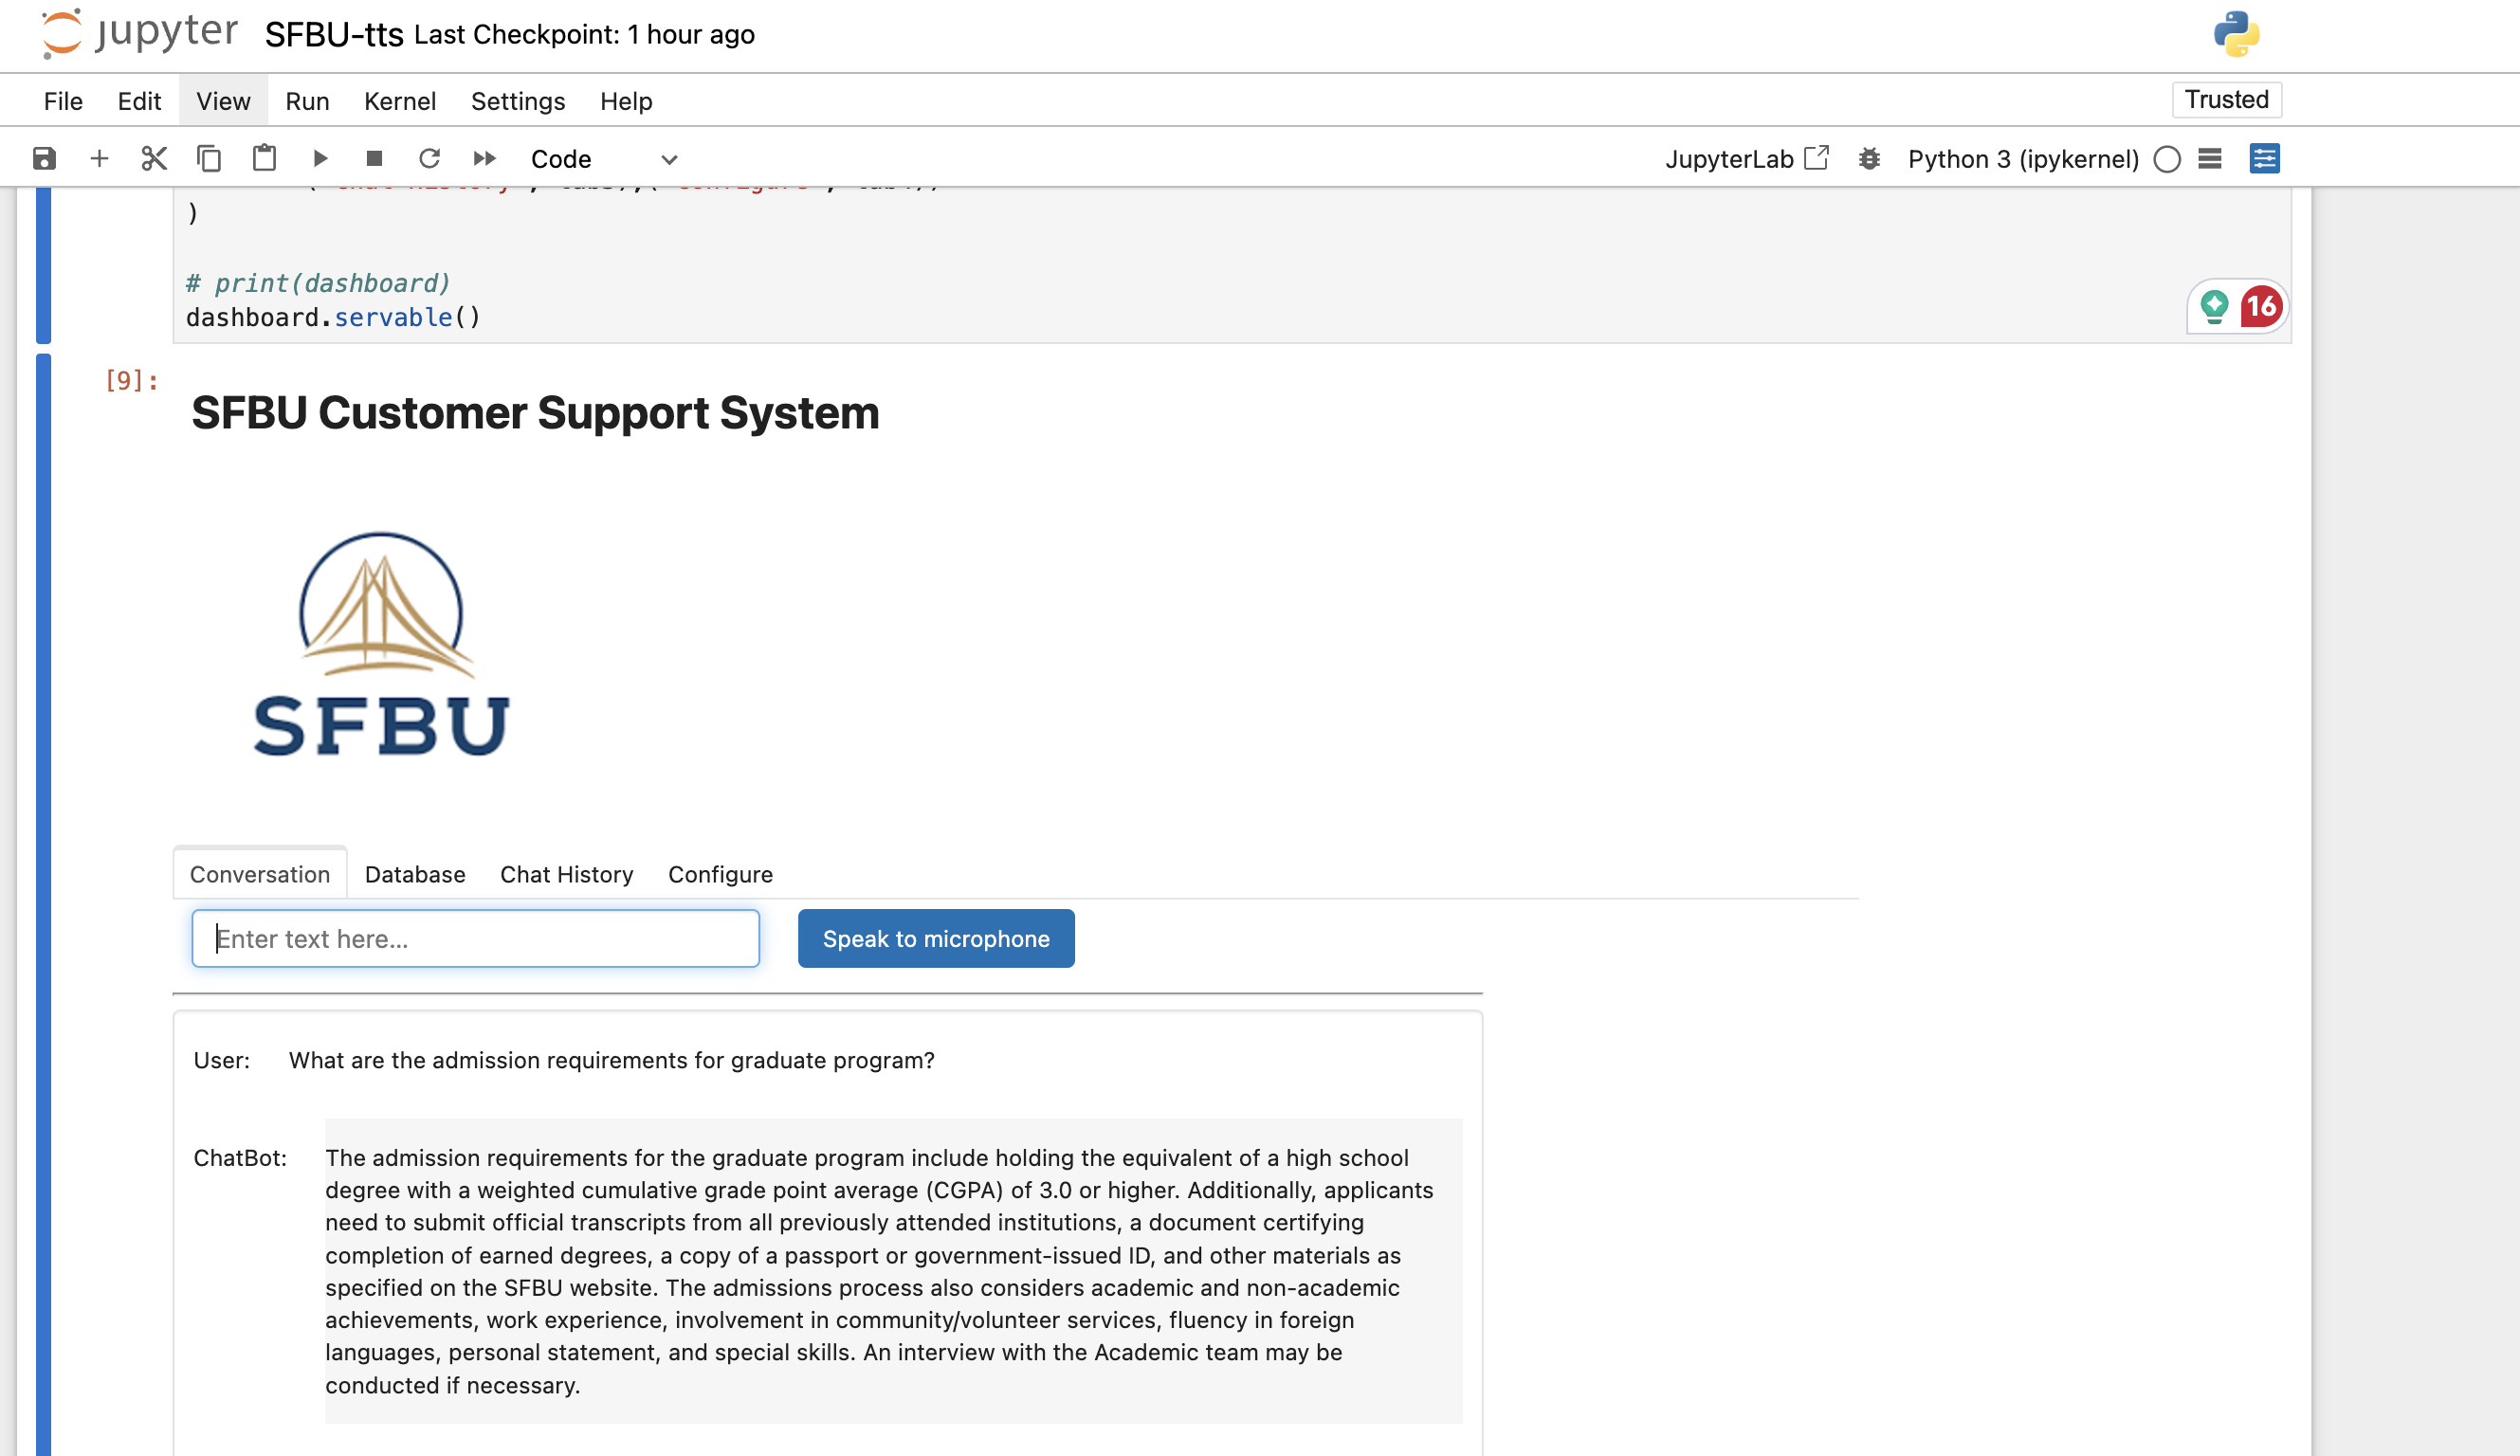 jupyter SFBU-tts Last Checkpoint: 1 hour ago
File Edit View Run Kernel Settings Help Trusted
Code JupyterLab Python 3 (ipykernel)
)
# print(dashboard)
dashboard.servable()
16
[9]:
SFBU Customer Support System
SFBU
Conversation Database Chat History Configure
Enter text here...
Speak to microphone
User: What are the admission requirements for graduate program?
ChatBot: The admission requirements for the graduate program include holding the equivalent of a high school
degree with a weighted cumulative grade point average (CGPA) of 3.0 or higher. Additionally, applicants
need to submit official transcripts from all previously attended institutions, a document certifying
completion of earned degrees, a copy of a passport or government-issued ID, and other materials as
specified on the SFBU website. The admissions process also considers academic and non-academic
achievements, work experience, involvement in community/volunteer services, fluency in foreign
languages, personal statement, and special skills. An interview with the Academic team may be
conducted if necessary.